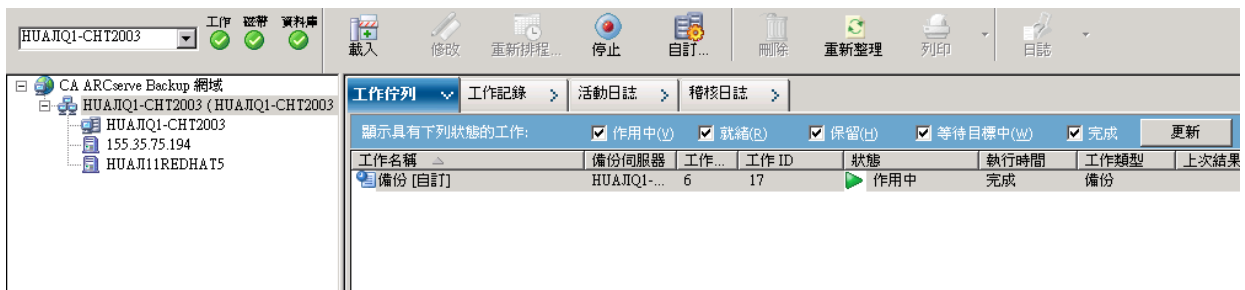 HUAJIQ1-CHT2003
工作 磁帶 資料庫
載入 修改 重新排程... 停止 自訂... 刪除 重新整理 列印 日誌
CA ARCserve Backup 網域
HUAJIQ1-CHT2003 (HUAJIQ1-CHT2003
HUAJIQ1-CHT2003
155.35.75.194
HUAJI11REDHAT5
工作佇列 工作記錄 活動日誌 稽核日誌
顯示具有下列狀態的工作: 作用中(V) 就緒(R) 保留(H) 等待目標中(W) 完成 更新
工作名稱 備份伺服器 工作... 工作 ID 狀態 執行時間 工作類型 上次結果
備份 [自訂] HUAJIQ1-... 6 17 作用中 完成 備份